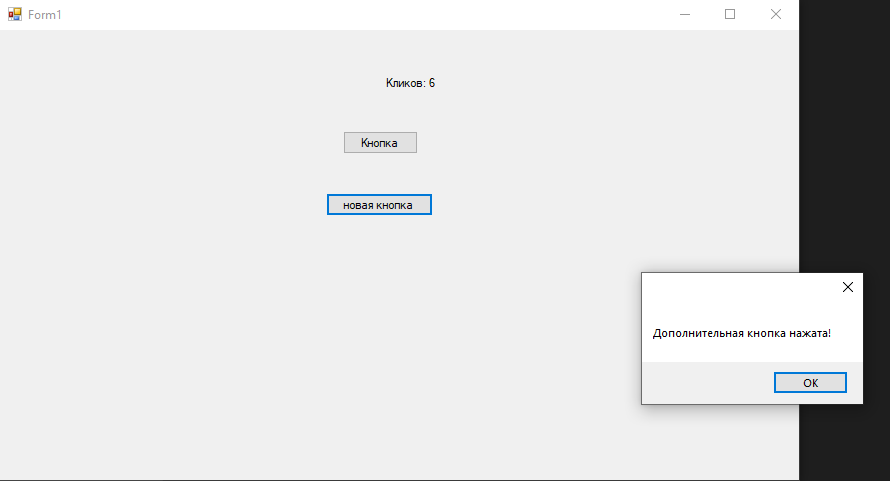 Form1
Кликов: 6
Кнопка
новая кнопка
Дополнительная кнопка нажата!
OK